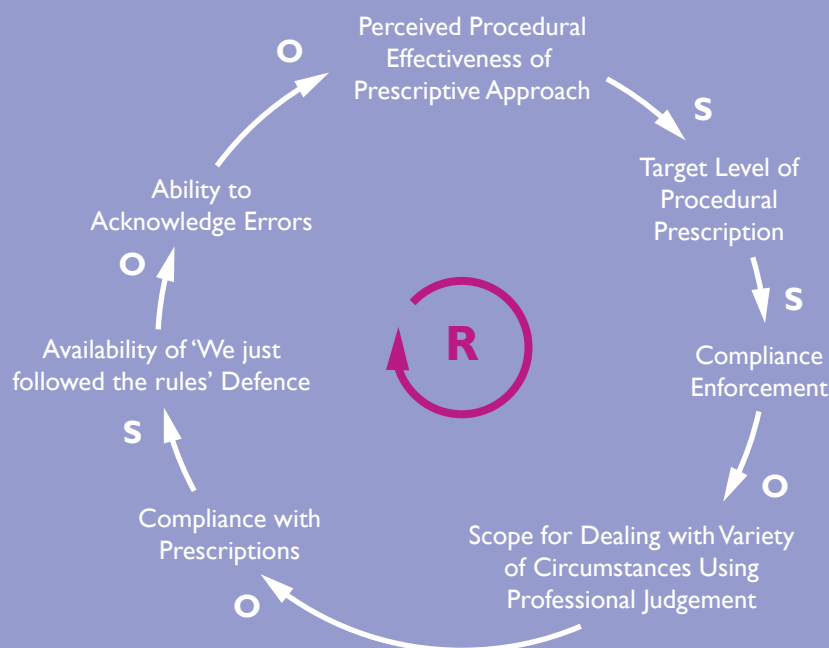 Perceived Procedural
Effectiveness of
Prescriptive Approach
S
Target Level of
Procedural
Prescription
S
Compliance
Enforcement
O
Scope for Dealing with Variety
of Circumstances Using
Professional Judgement
O
Compliance with
Prescriptions
S
Availability of ‘We just
followed the rules’ Defence
O
Ability to
Acknowledge Errors
O
R